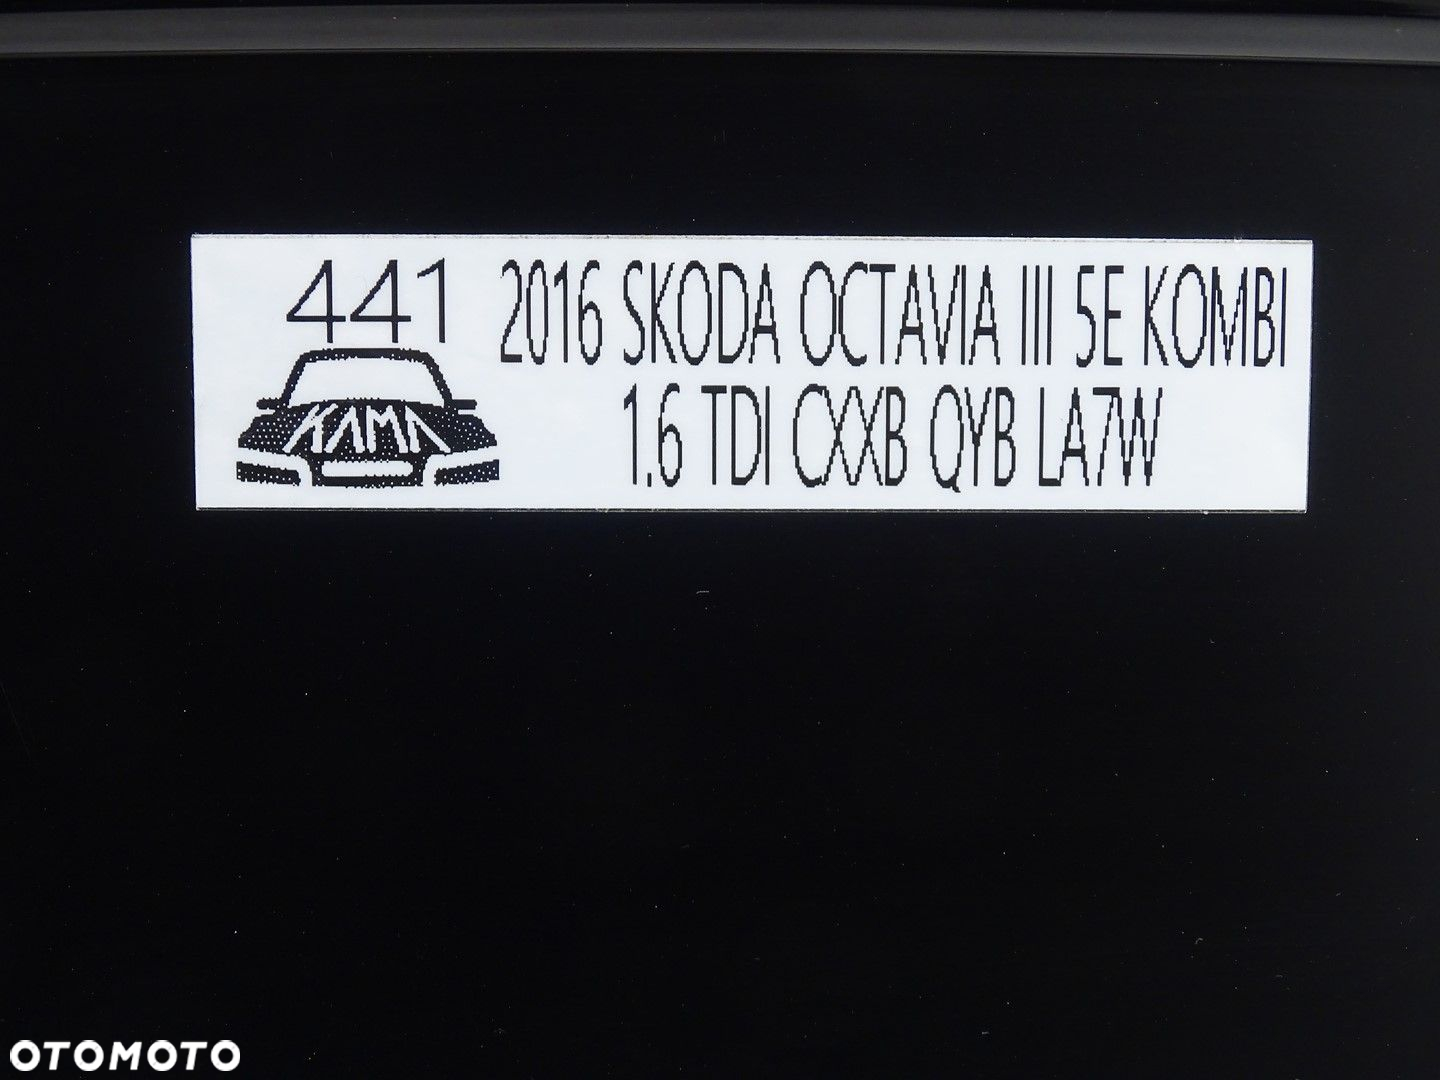 441
KAMA
2016 SKODA OCTAVIA III 5E KOMBI
1.6 TDI CXXB QYB LA7W
OTOMOTO